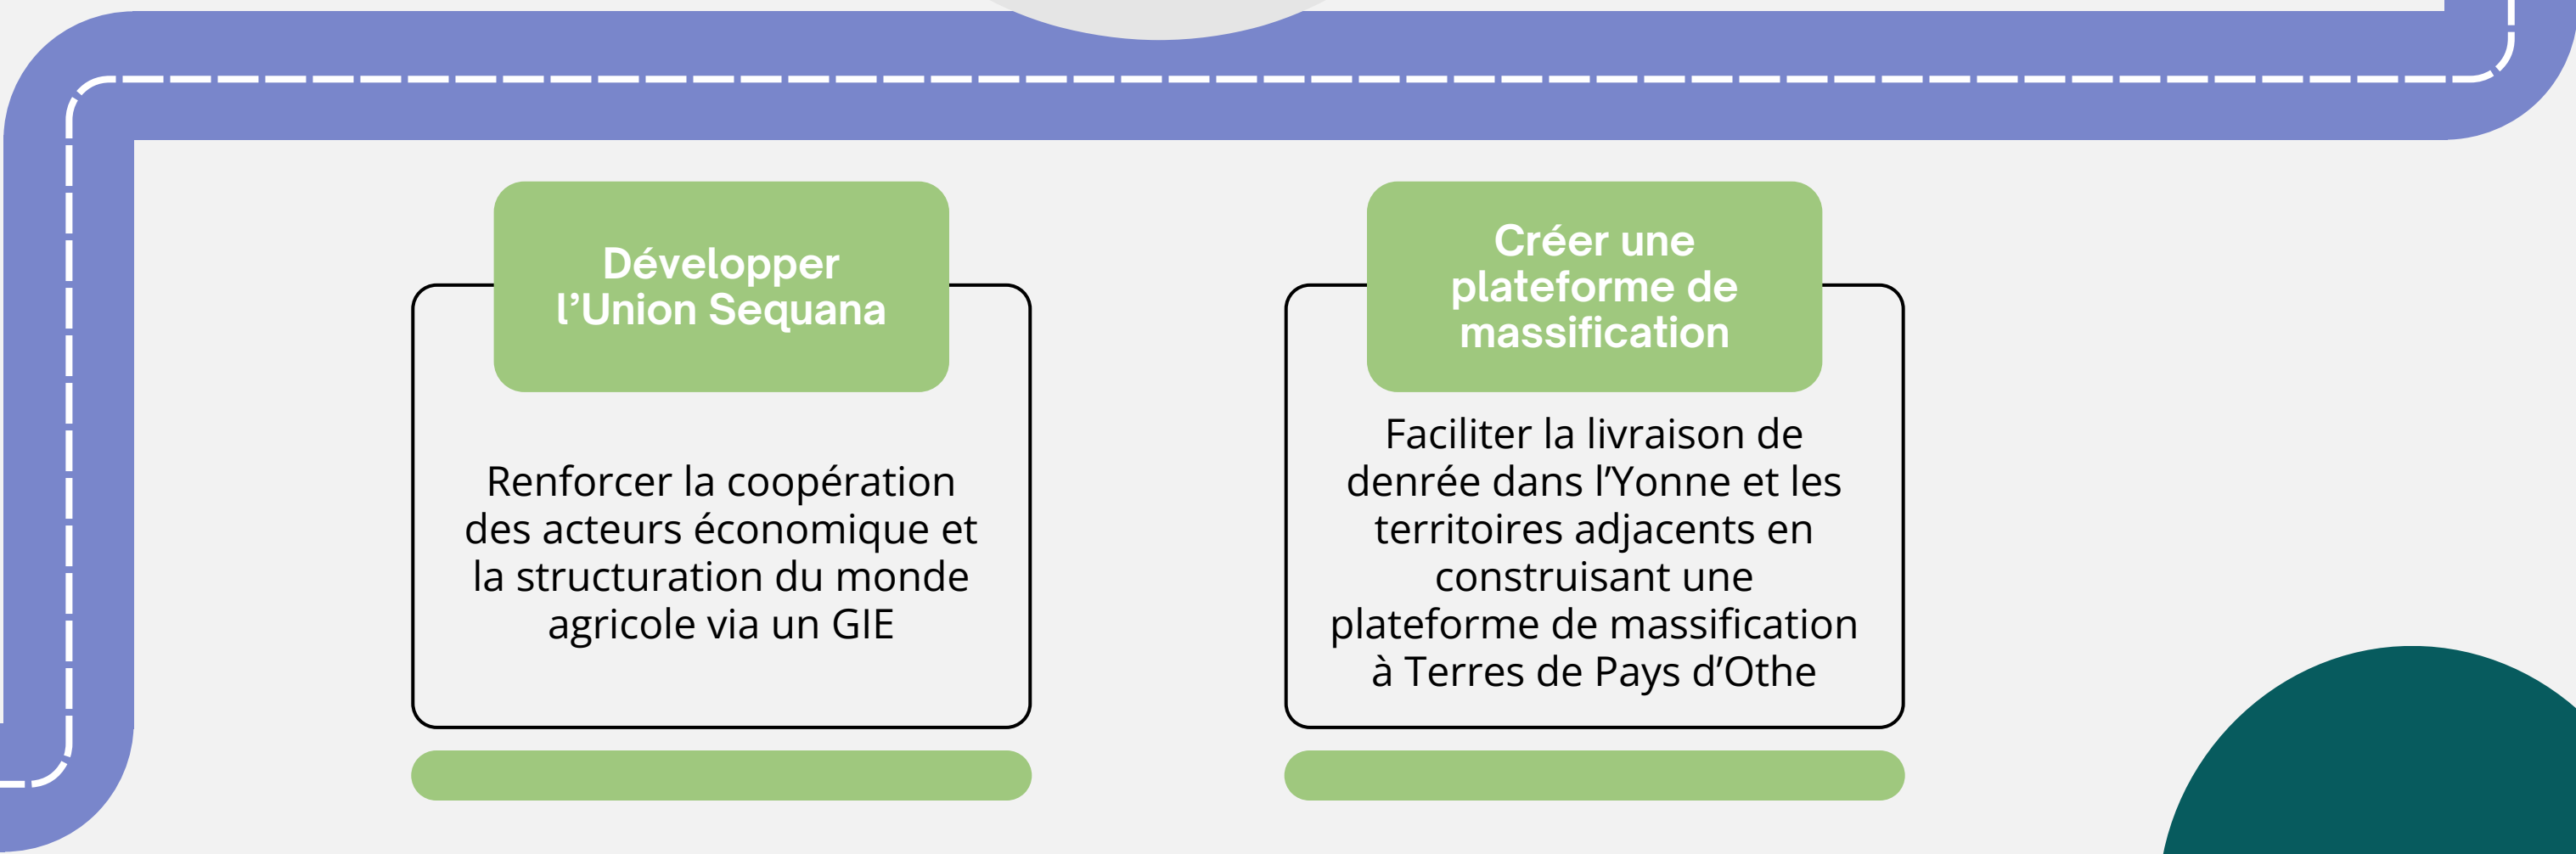 Développer
l’Union Sequana
Renforcer la coopération
des acteurs économique et
la structuration du monde
agricole via un GIE
Créer une
plateforme de
massification
Faciliter la livraison de
denrée dans l’Yonne et les
territoires adjacents en
construisant une
plateforme de massification
à Terres de Pays d’Othe